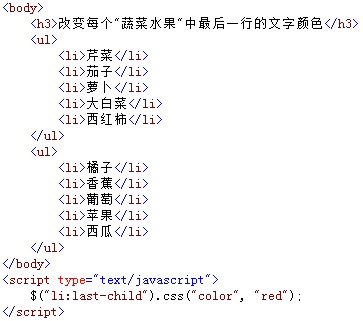 <body>
<h3>改变每个"蔬菜水果"中最后一行的文字颜色</h3>
<ul>
<li>芹菜</li>
<li>茄子</li>
<li>萝卜</li>
<li>大白菜</li>
<li>西红柿</li>
</ul>
<ul>
<li>橘子</li>
<li>香蕉</li>
<li>葡萄</li>
<li>苹果</li>
<li>西瓜</li>
</ul>
</body>
<script type="text/javascript">
$("li:last-child").css("color", "red");
</script>